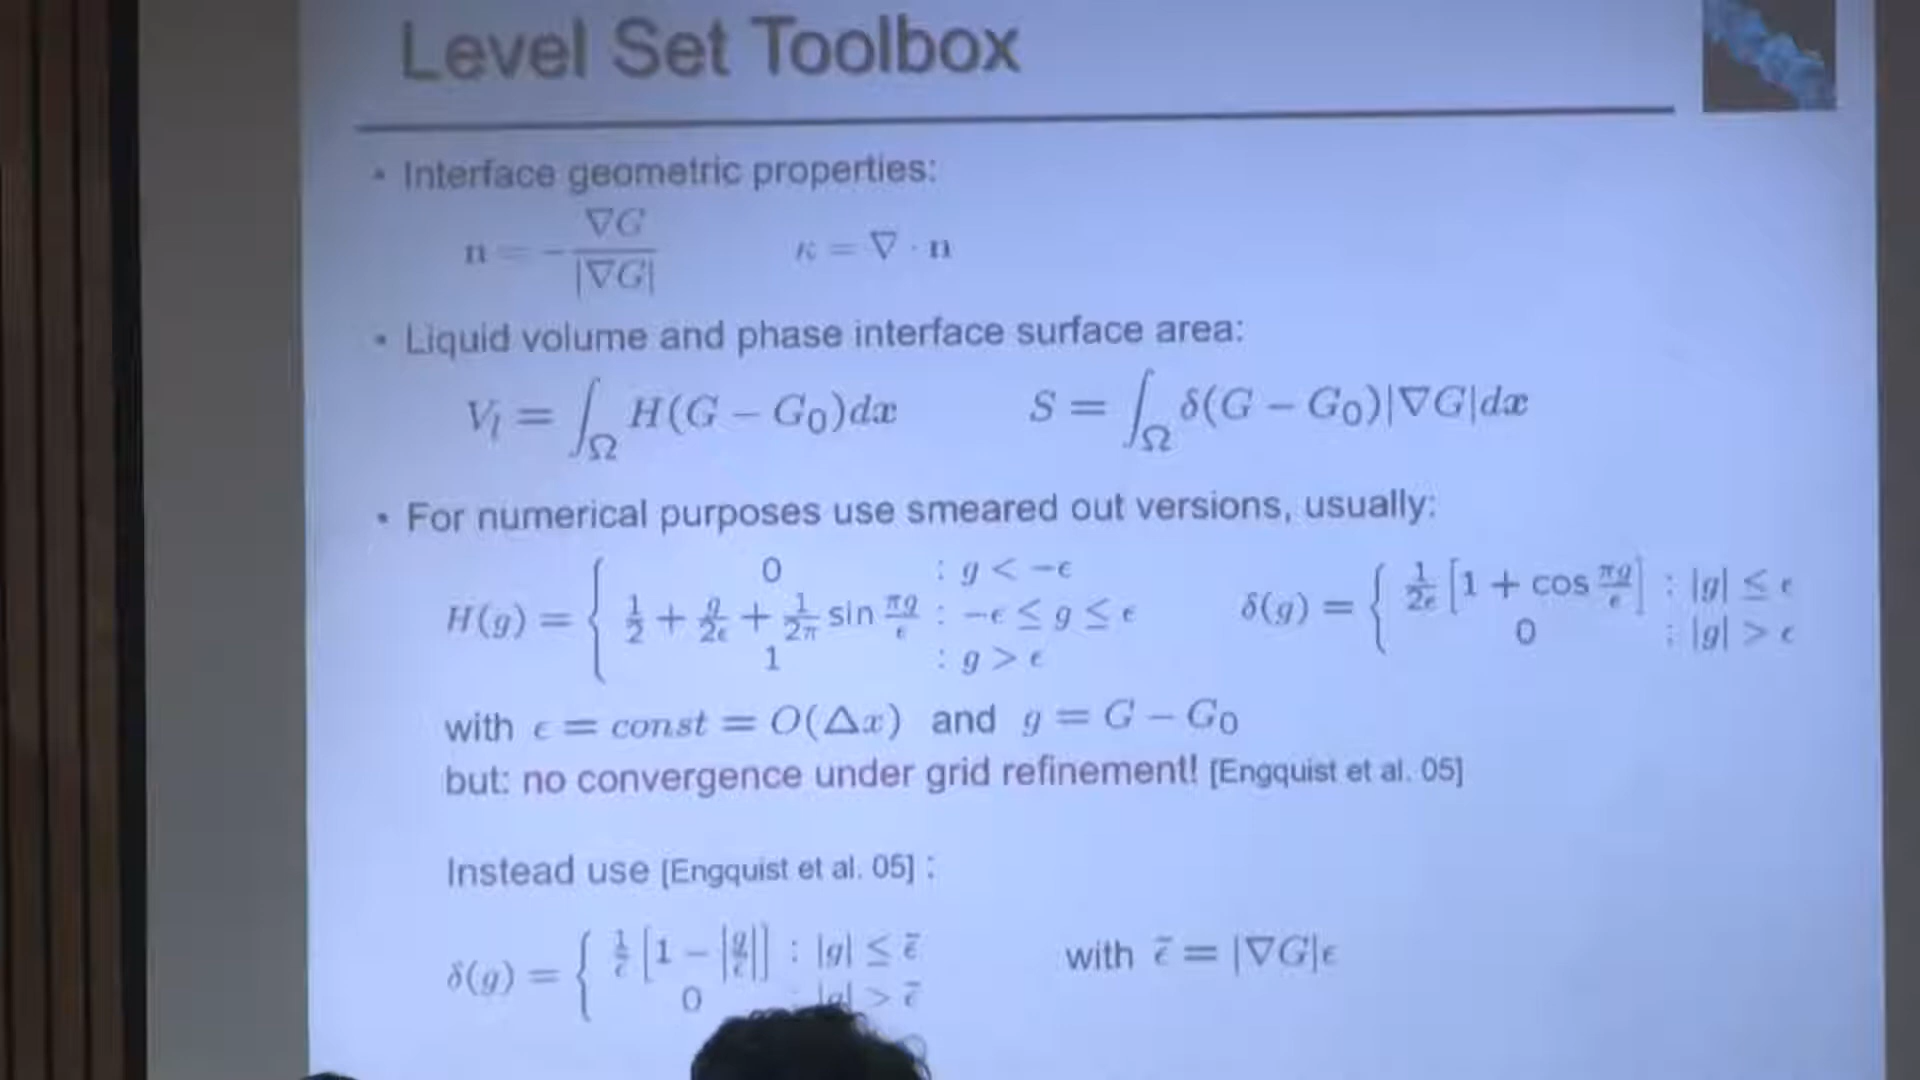 Level Set Toolbox
• Interface geometric properties:
n = −∇G/|∇G|    κ = ∇ · n
• Liquid volume and phase interface surface area:
V_l = ∫_Ω H(G − G_0)dx    S = ∫_Ω δ(G − G_0)|∇G|dx
• For numerical purposes use smeared out versions, usually:
H(g) = { 0 : g < −ϵ
1/2 + g/2ϵ + 1/2π sin πg/ϵ : −ϵ ≤ g ≤ ϵ
1 : g > ϵ
δ(g) = { 1/2ϵ [1 + cos πg/ϵ] : |g| ≤ ϵ
0 : |g| > ϵ
with ϵ = const = O(Δx) and g = G − G_0
but: no convergence under grid refinement! [Engquist et al. 05]
Instead use [Engquist et al. 05] :
δ(g) = { 1/ϵ̄ [1 − |g/ϵ̄|] : |g| ≤ ϵ̄
0 : |g| > ϵ̄
with ϵ̄ = |∇G|ϵ